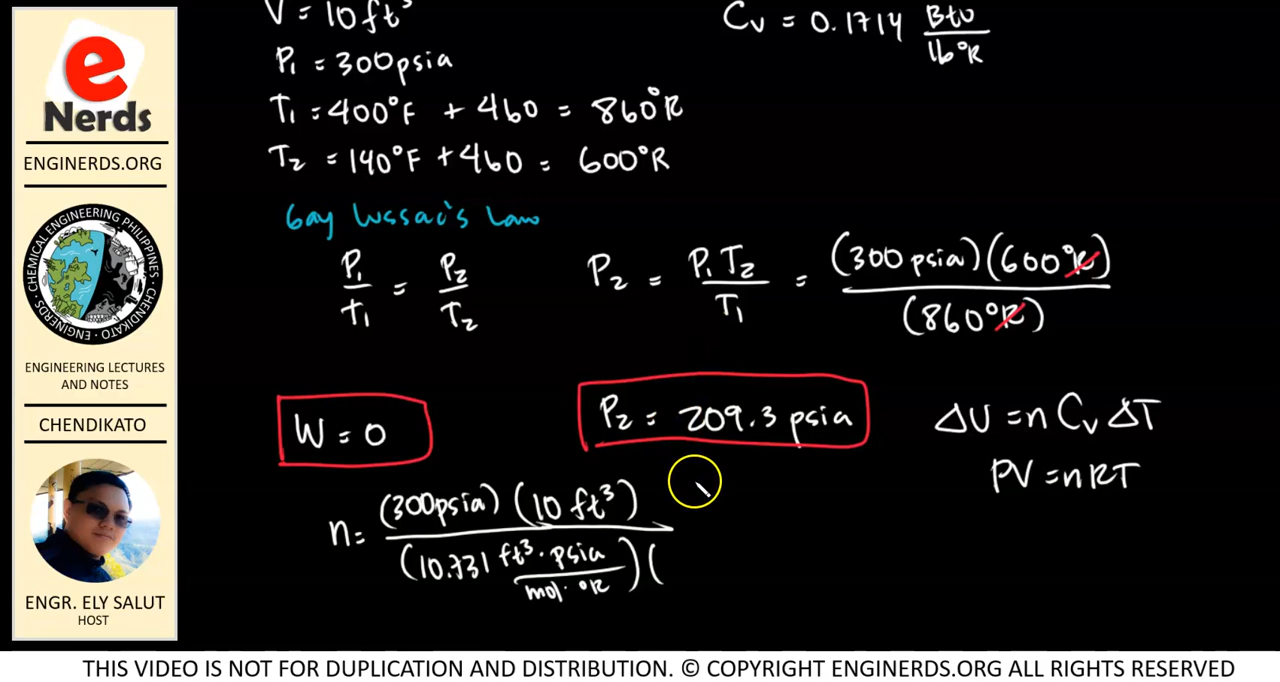 V = 10 ft³
Cv = 0.1714 Btu/lb°R
P₁ = 300psia
T₁ = 400°F + 460 = 860°R
T₂ = 140°F + 460 = 600°R
Gay Lussac's Law
P₁/T₁ = P₂/T₂
P₂ = P₁T₂/T₁ = (300 psia)(600°R)/(860°R)
W = 0
P₂ = 209.3 psia
ΔU = n Cv ΔT
PV = nRT
n = (300psia)(10 ft³)/(10.731 ft³·psia/mol·°R)(
e
Nerds
ENGINERDS.ORG
CHEMICAL ENGINEERING PHILIPPINES
CHENDIKATO · ENGINERDS
ENGINEERING LECTURES
AND NOTES
CHENDIKATO
ENGR. ELY SALUT
HOST
THIS VIDEO IS NOT FOR DUPLICATION AND DISTRIBUTION. © COPYRIGHT ENGINERDS.ORG ALL RIGHTS RESERVED